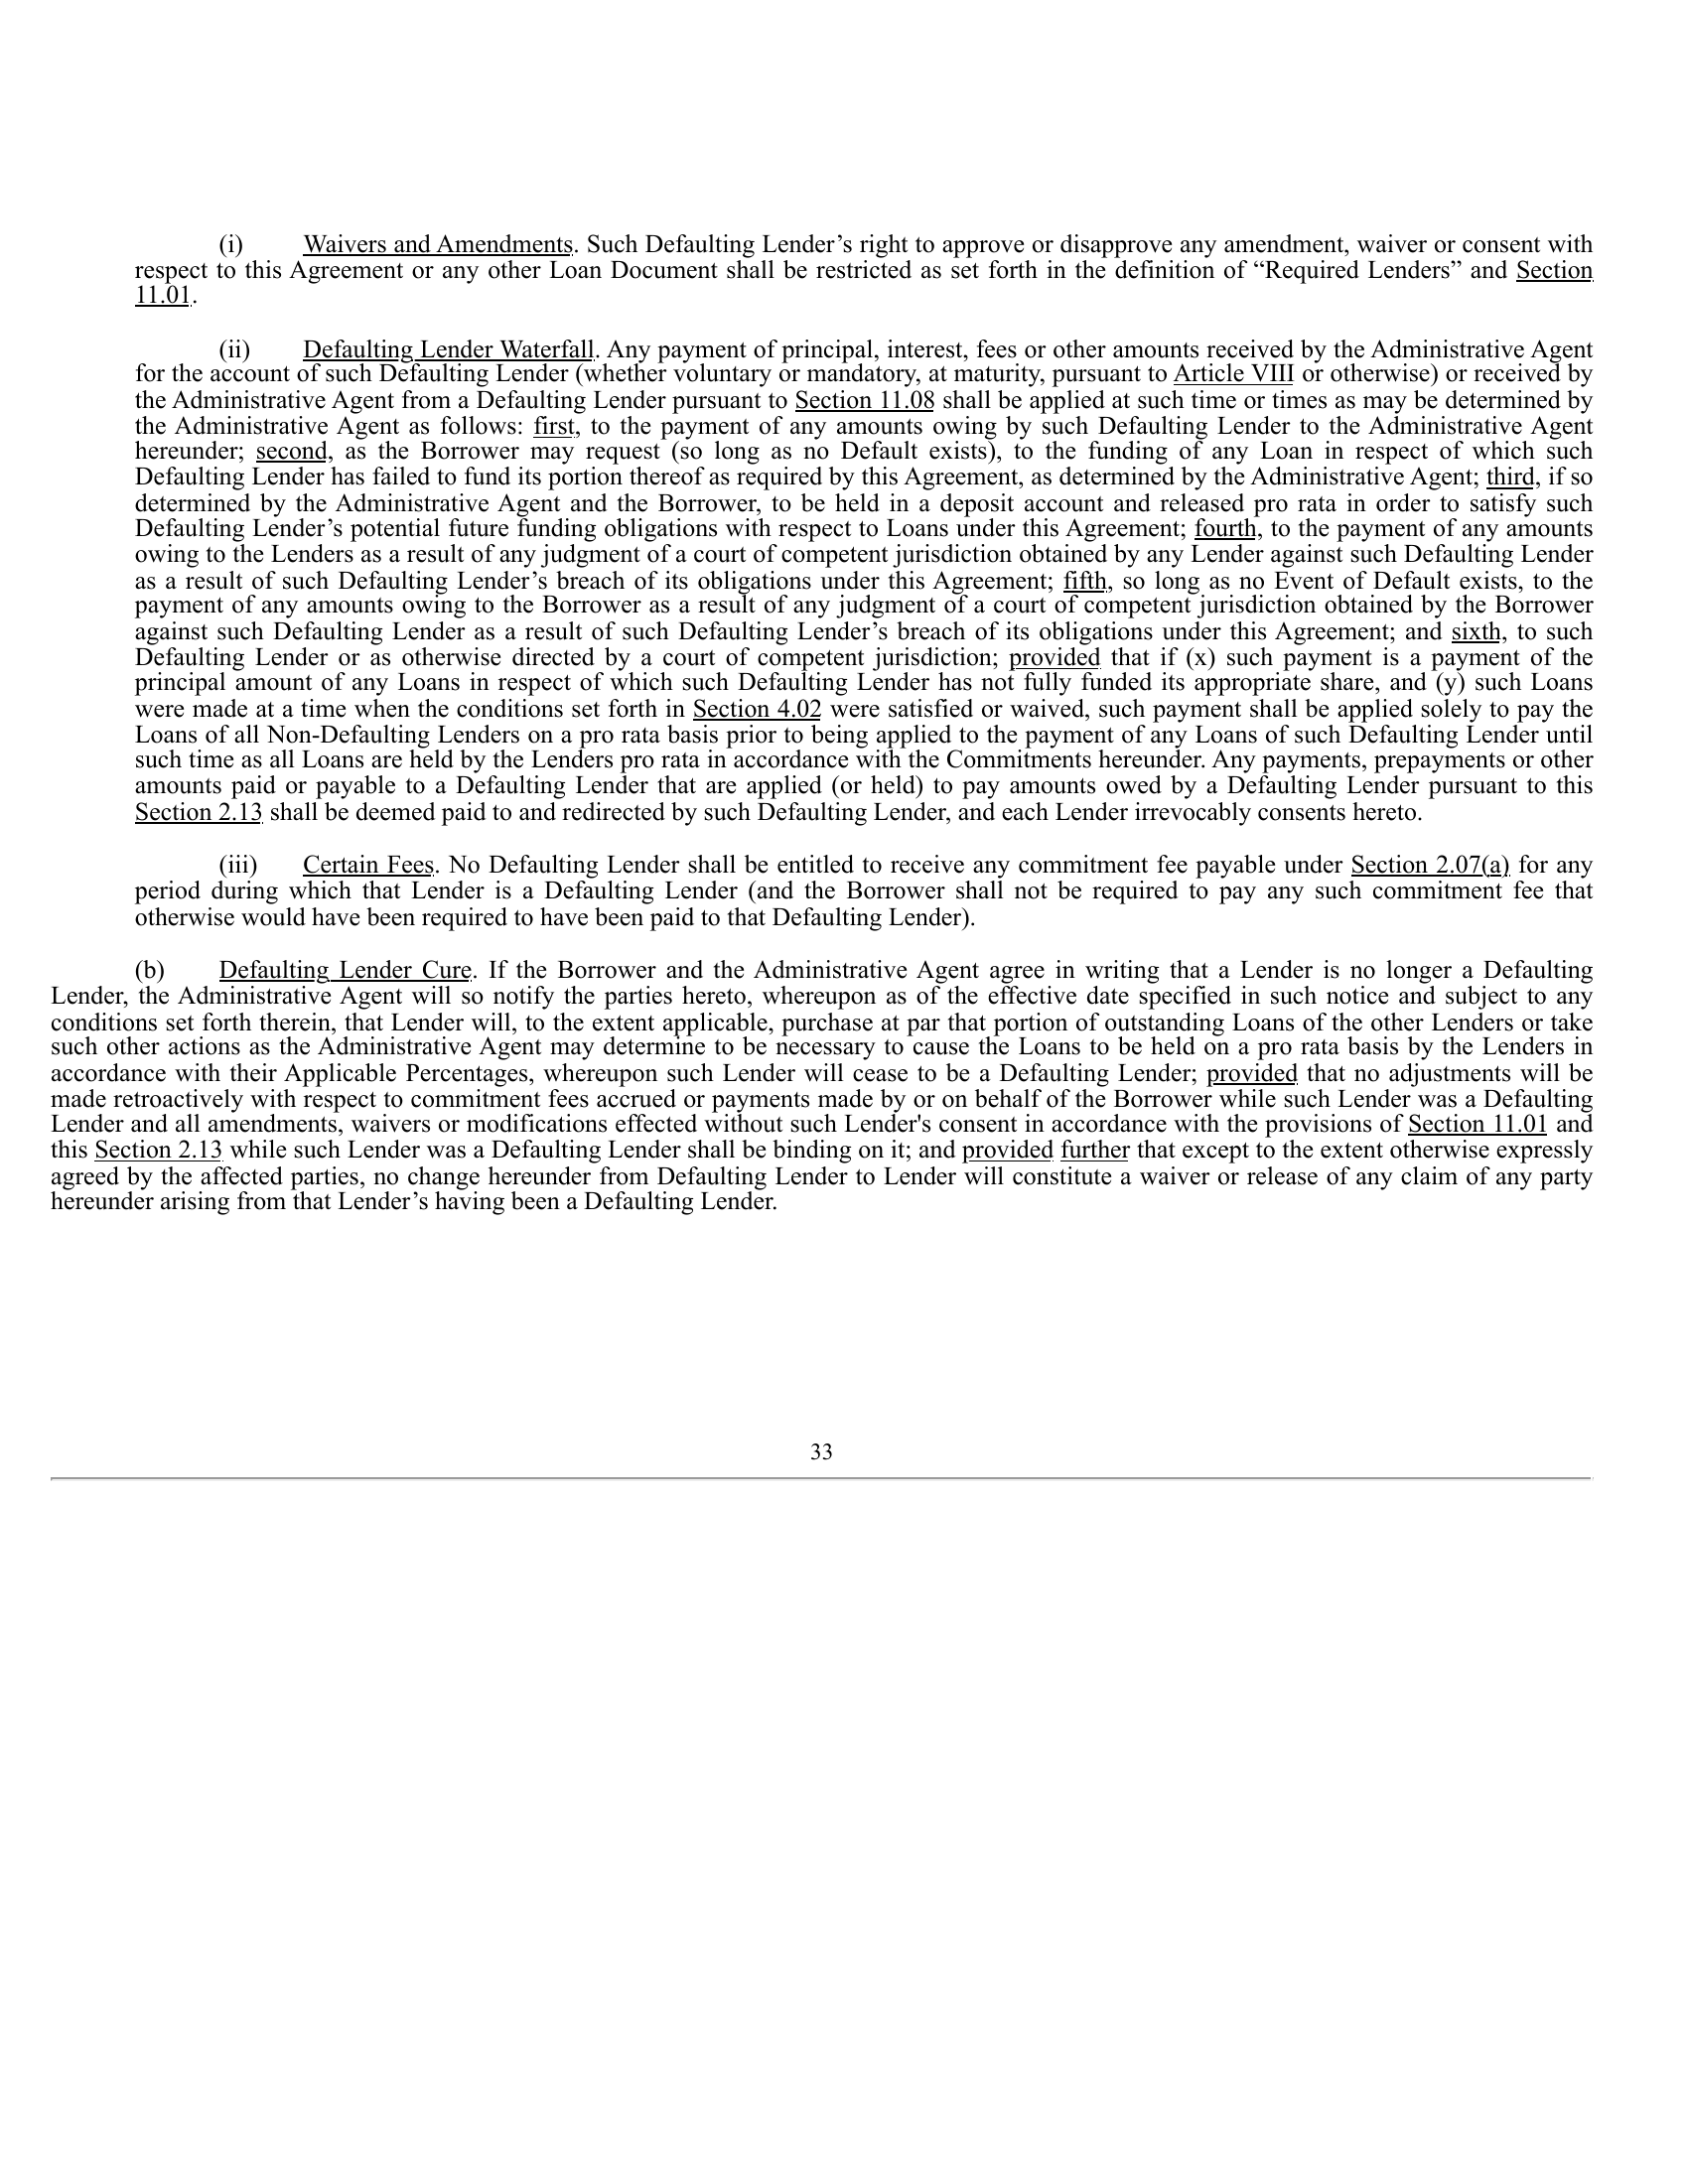 (i) Waivers and Amendments. Such Defaulting Lender’s right to approve or disapprove any amendment, waiver or consent with
respect to this Agreement or any other Loan Document shall be restricted as set forth in the definition of “Required Lenders” and Section
11.01.
(ii) Defaulting Lender Waterfall. Any payment of principal, interest, fees or other amounts received by the Administrative Agent
for the account of such Defaulting Lender (whether voluntary or mandatory, at maturity, pursuant to Article VIII or otherwise) or received by
the Administrative Agent from a Defaulting Lender pursuant to Section 11.08 shall be applied at such time or times as may be determined by
the Administrative Agent as follows: first, to the payment of any amounts owing by such Defaulting Lender to the Administrative Agent
hereunder; second, as the Borrower may request (so long as no Default exists), to the funding of any Loan in respect of which such
Defaulting Lender has failed to fund its portion thereof as required by this Agreement, as determined by the Administrative Agent; third, if so
determined by the Administrative Agent and the Borrower, to be held in a deposit account and released pro rata in order to satisfy such
Defaulting Lender’s potential future funding obligations with respect to Loans under this Agreement; fourth, to the payment of any amounts
owing to the Lenders as a result of any judgment of a court of competent jurisdiction obtained by any Lender against such Defaulting Lender
as a result of such Defaulting Lender’s breach of its obligations under this Agreement; fifth, so long as no Event of Default exists, to the
payment of any amounts owing to the Borrower as a result of any judgment of a court of competent jurisdiction obtained by the Borrower
against such Defaulting Lender as a result of such Defaulting Lender’s breach of its obligations under this Agreement; and sixth, to such
Defaulting Lender or as otherwise directed by a court of competent jurisdiction; provided that if (x) such payment is a payment of the
principal amount of any Loans in respect of which such Defaulting Lender has not fully funded its appropriate share, and (y) such Loans
were made at a time when the conditions set forth in Section 4.02 were satisfied or waived, such payment shall be applied solely to pay the
Loans of all Non-Defaulting Lenders on a pro rata basis prior to being applied to the payment of any Loans of such Defaulting Lender until
such time as all Loans are held by the Lenders pro rata in accordance with the Commitments hereunder. Any payments, prepayments or other
amounts paid or payable to a Defaulting Lender that are applied (or held) to pay amounts owed by a Defaulting Lender pursuant to this
Section 2.13 shall be deemed paid to and redirected by such Defaulting Lender, and each Lender irrevocably consents hereto.
(iii) Certain Fees. No Defaulting Lender shall be entitled to receive any commitment fee payable under Section 2.07(a) for any
period during which that Lender is a Defaulting Lender (and the Borrower shall not be required to pay any such commitment fee that
otherwise would have been required to have been paid to that Defaulting Lender).
(b) Defaulting Lender Cure. If the Borrower and the Administrative Agent agree in writing that a Lender is no longer a Defaulting
Lender, the Administrative Agent will so notify the parties hereto, whereupon as of the effective date specified in such notice and subject to any
conditions set forth therein, that Lender will, to the extent applicable, purchase at par that portion of outstanding Loans of the other Lenders or take
such other actions as the Administrative Agent may determine to be necessary to cause the Loans to be held on a pro rata basis by the Lenders in
accordance with their Applicable Percentages, whereupon such Lender will cease to be a Defaulting Lender; provided that no adjustments will be
made retroactively with respect to commitment fees accrued or payments made by or on behalf of the Borrower while such Lender was a Defaulting
Lender and all amendments, waivers or modifications effected without such Lender's consent in accordance with the provisions of Section 11.01 and
this Section 2.13 while such Lender was a Defaulting Lender shall be binding on it; and provided further that except to the extent otherwise expressly
agreed by the affected parties, no change hereunder from Defaulting Lender to Lender will constitute a waiver or release of any claim of any party
hereunder arising from that Lender’s having been a Defaulting Lender.
33